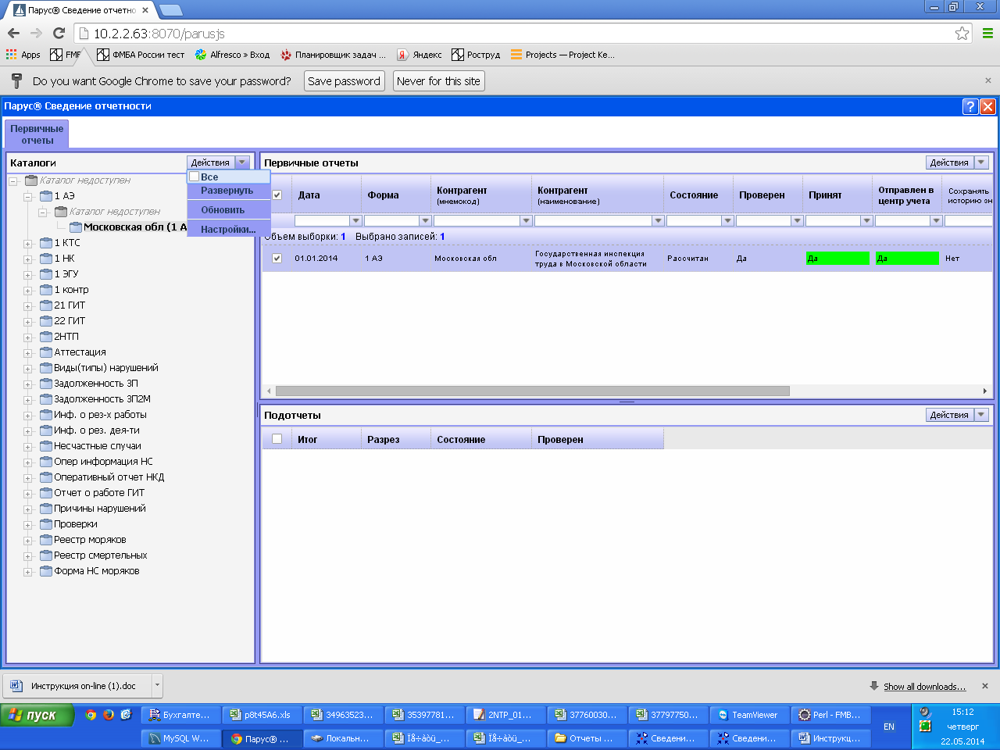 Парус® Сведение отчетно
10.2.2.63:8070/parusjs
Apps
FMB
ФМБА России тест
Alfresco » Вход
Планировщик задач ...
Яндекс
Роструд
Projects — Project Ke...
Do you want Google Chrome to save your password?
Save password
Never for this site
Парус® Сведение отчетности
Первичные
отчеты
Каталоги
Действия
Все
Развернуть
Обновить
Настройки...
Каталог недоступен
1 АЭ
Каталог недоступен
Московская обл (1 А
1 КТС
1 НК
1 ЭГУ
1 контр
21 ГИТ
22 ГИТ
2НТП
Аттестация
Виды(типы) нарушений
Задолженность ЗП
Задолженность ЗП2М
Инф. о рез-х работы
Инф. о рез. дея-ти
Несчастные случаи
Опер информация НС
Оперативный отчет НКД
Отчет о работе ГИТ
Причины нарушений
Проверки
Реестр моряков
Реестр смертельных
Форма НС моряков
Первичные отчеты
Действия
Дата
Форма
Контрагент
(мнемокод)
Контрагент
(наименование)
Состояние
Проверен
Принят
Отправлен в
центр учета
Сохранять
историю зн
Объем выборки: 1 Выбрано записей: 1
01.01.2014
1 АЭ
Московская обл
Государственная инспекция
труда в Московской области
Рассчитан
Да
Да
Да
Нет
Подотчеты
Действия
Итог
Разрез
Состояние
Проверен
Инструкция on-line (1).doc
Show all downloads...
пуск
Бухгалте...
p8t45A6.xls
34963523...
35397781...
2NTP_01...
37760030...
37797750...
TeamViewer
Perl - FMB...
MySQL W...
Парус® ...
Локальн...
Ïå÷àòü_...
Ïå÷àòü_...
Отчеты ...
Сведени...
Сведени...
Инструкц...
EN
15:12
четверг
22.05.2014